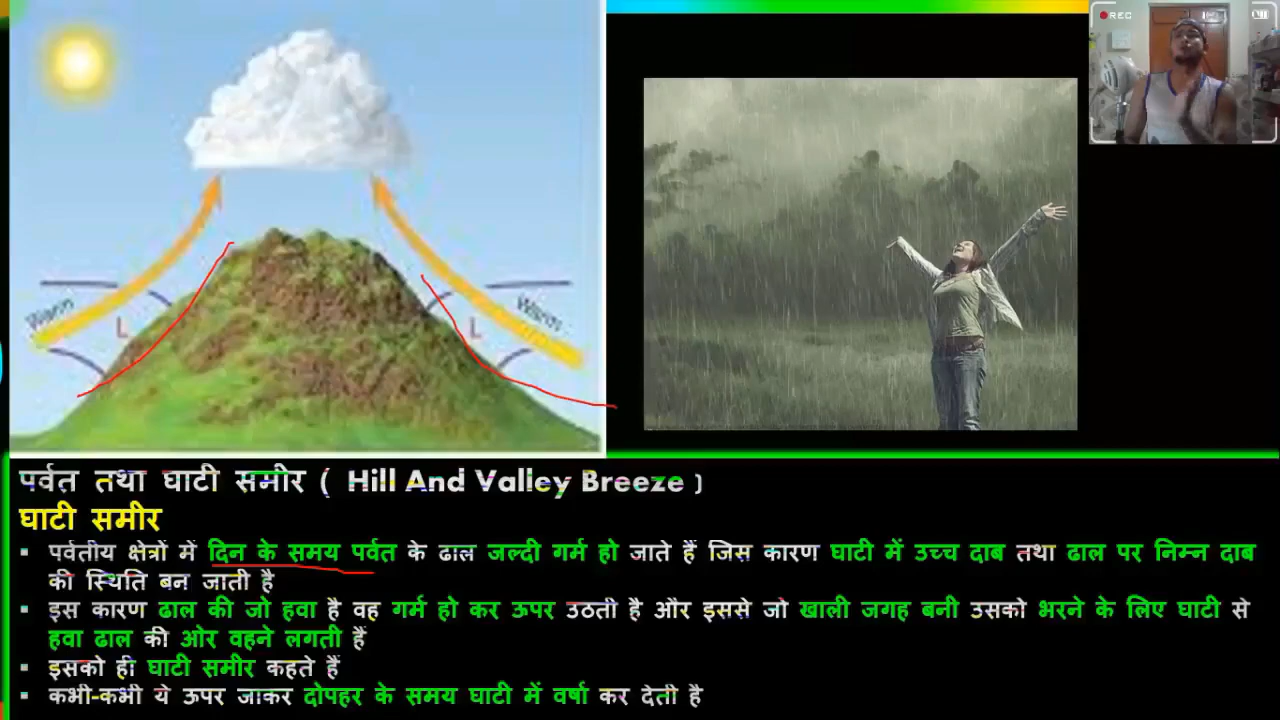 REC
Warm
L
L
Warm
पर्वत तथा घाटी समीर ( Hill And Valley Breeze )
घाटी समीर
▪ पर्वतीय क्षेत्रों में दिन के समय पर्वत के ढाल जल्दी गर्म हो जाते हैं जिस कारण घाटी में उच्च दाब तथा ढाल पर निम्न दाब
की स्थिति बन जाती है
▪ इस कारण ढाल की जो हवा है वह गर्म हो कर ऊपर उठती है और इससे जो खाली जगह बनी उसको भरने के लिए घाटी से
हवा ढाल की ओर वहने लगती हैं
▪ इसको ही घाटी समीर कहते हैं
▪ कभी-कभी ये ऊपर जाकर दोपहर के समय घाटी में वर्षा कर देती है